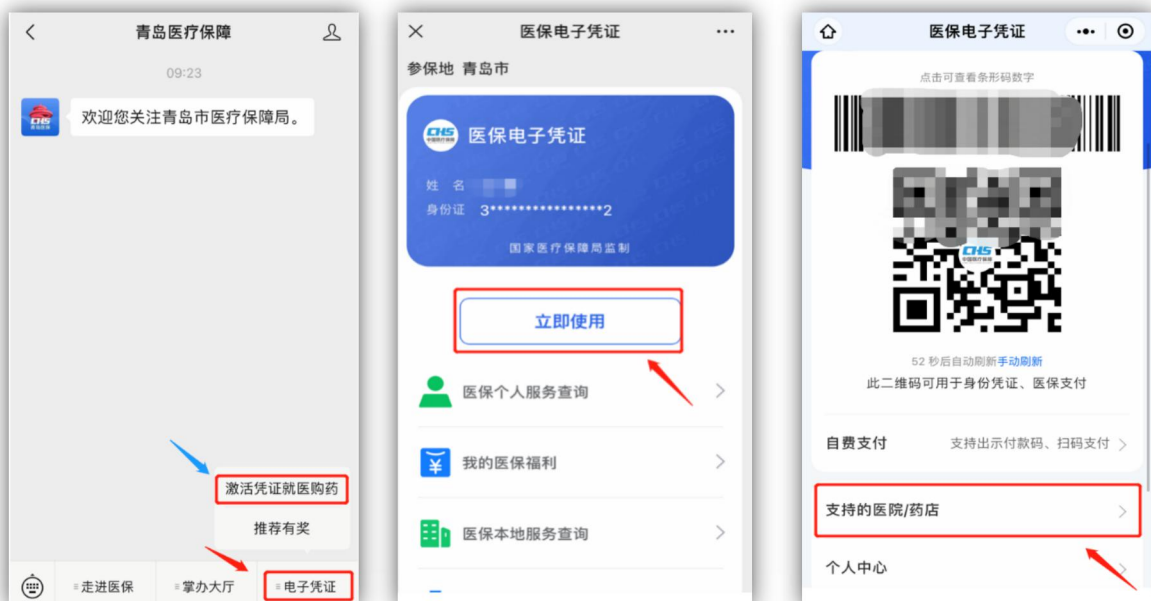 青岛医疗保障
09:23
欢迎您关注青岛市医疗保障局。
激活凭证就医购药
推荐有奖
走进医保
掌办大厅
电子凭证
医保电子凭证
参保地 青岛市
CHS
医保电子凭证
姓 名
身份证 3****************2
国家医疗保障局监制
立即使用
医保个人服务查询
我的医保福利
医保本地服务查询
医保电子凭证
点击可查看条形码数字
CHS
中国医疗保障
52 秒后自动刷新手动刷新
此二维码可用于身份凭证、医保支付
自费支付 支持出示付款码、扫码支付
支持的医院/药店
个人中心